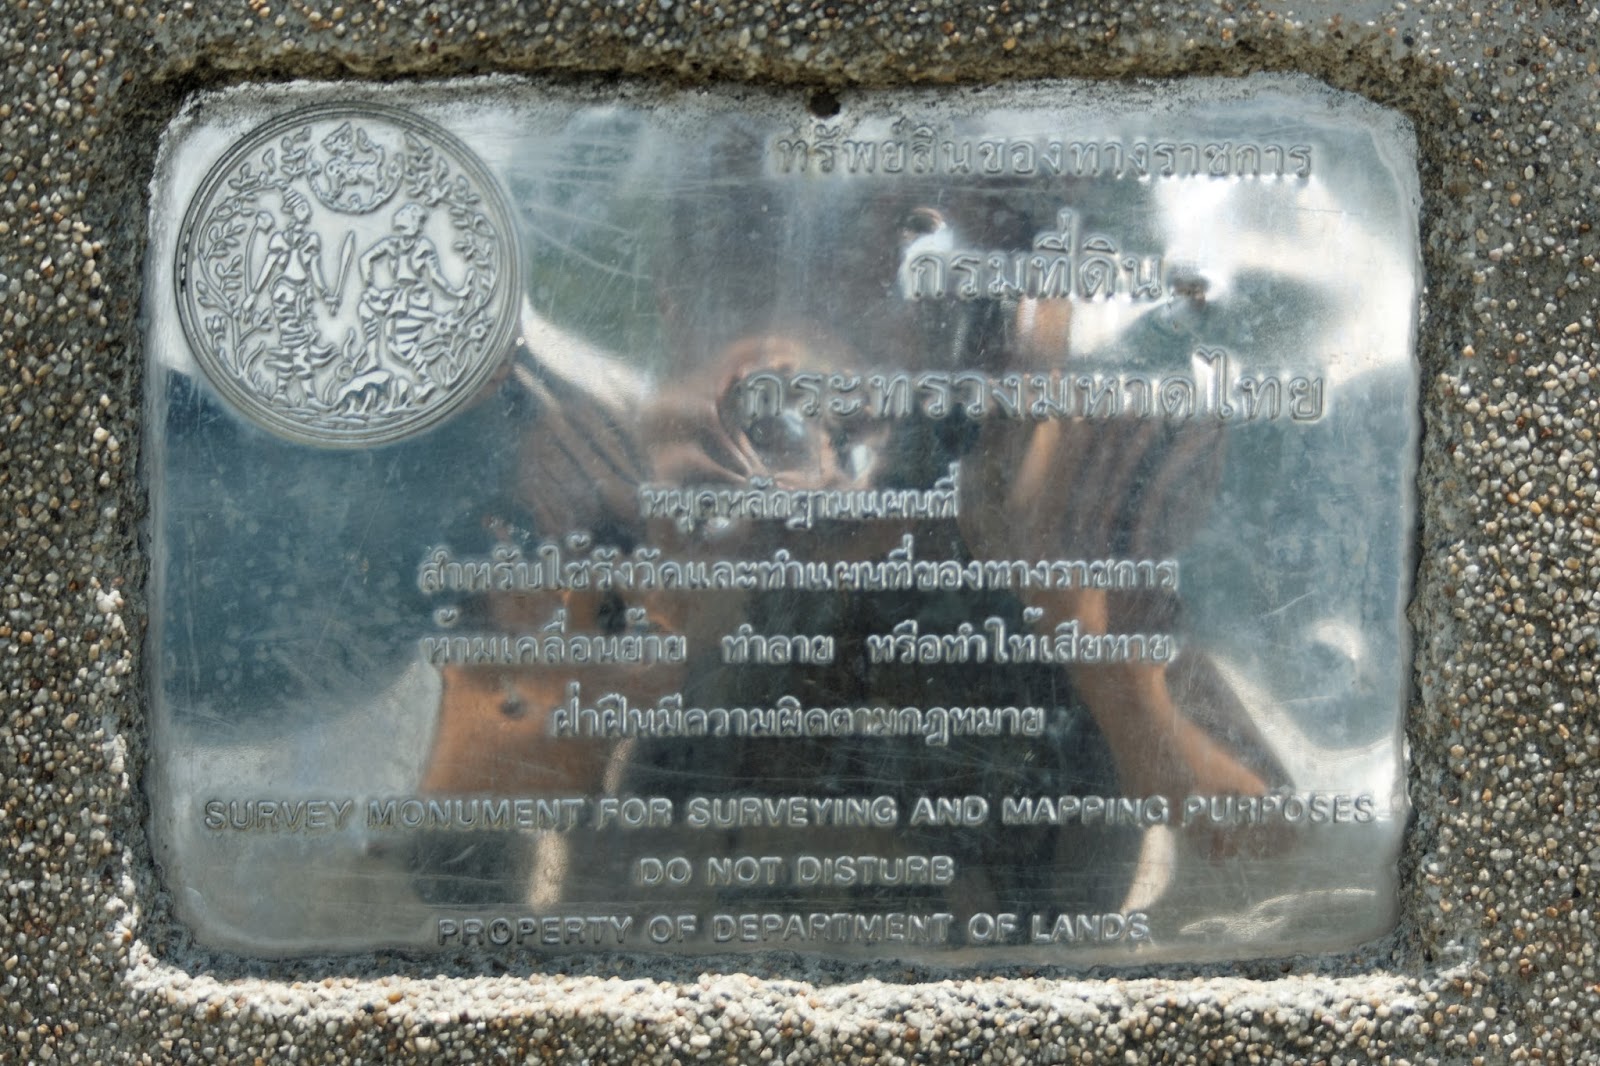 ทรัพย์สินของทางราชการ
กรมที่ดิน
กระทรวงมหาดไทย
หมุดหลักฐานแผนที่
สำหรับใช้รังวัดและทำแผนที่ของทางราชการ
ห้ามเคลื่อนย้าย ทำลาย หรือทำให้เสียหาย
ฝ่าฝืนมีความผิดตามกฎหมาย
SURVEY MONUMENT FOR SURVEYING AND MAPPING PURPOSES
DO NOT DISTURB
PROPERTY OF DEPARTMENT OF LANDS